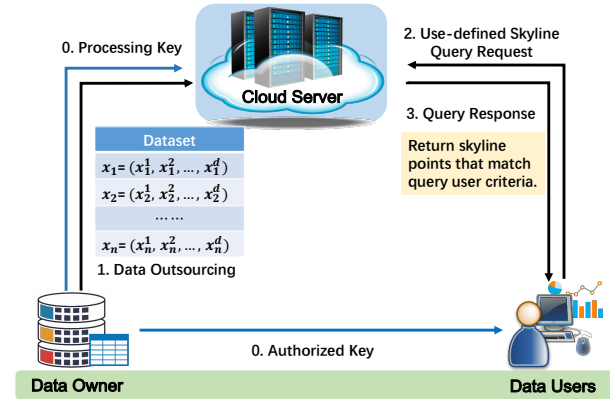 0. Processing Key
2. Use-defined Skyline
Query Request
Cloud Server
3. Query Response
Return skyline
points that match
query user criteria.
Dataset
x₁= (x₁¹, x₁², ..., x₁ᵈ)
x₂= (x₂¹, x₂², ..., x₂ᵈ)
... ...
xₙ= (xₙ¹, xₙ², ..., xₙᵈ)
1. Data Outsourcing
0. Authorized Key
Data Owner
Data Users